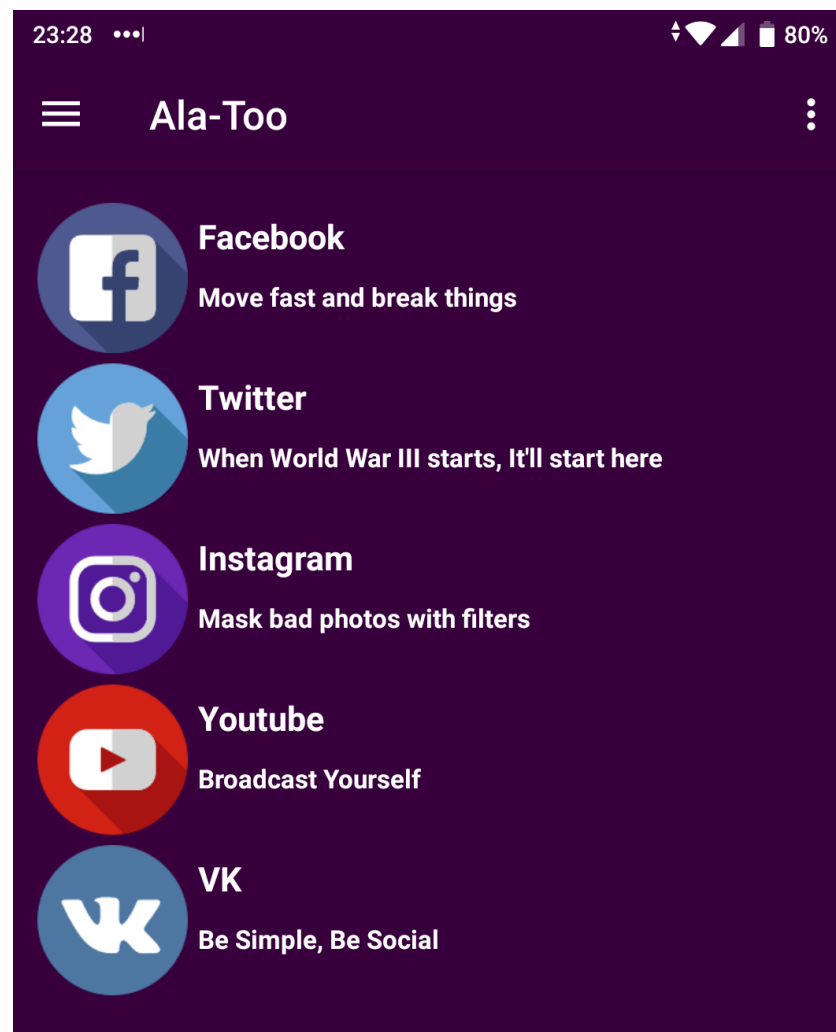 23:28 80%
Ala-Too
Facebook
Move fast and break things
Twitter
When World War III starts, It'll start here
Instagram
Mask bad photos with filters
Youtube
Broadcast Yourself
VK
Be Simple, Be Social